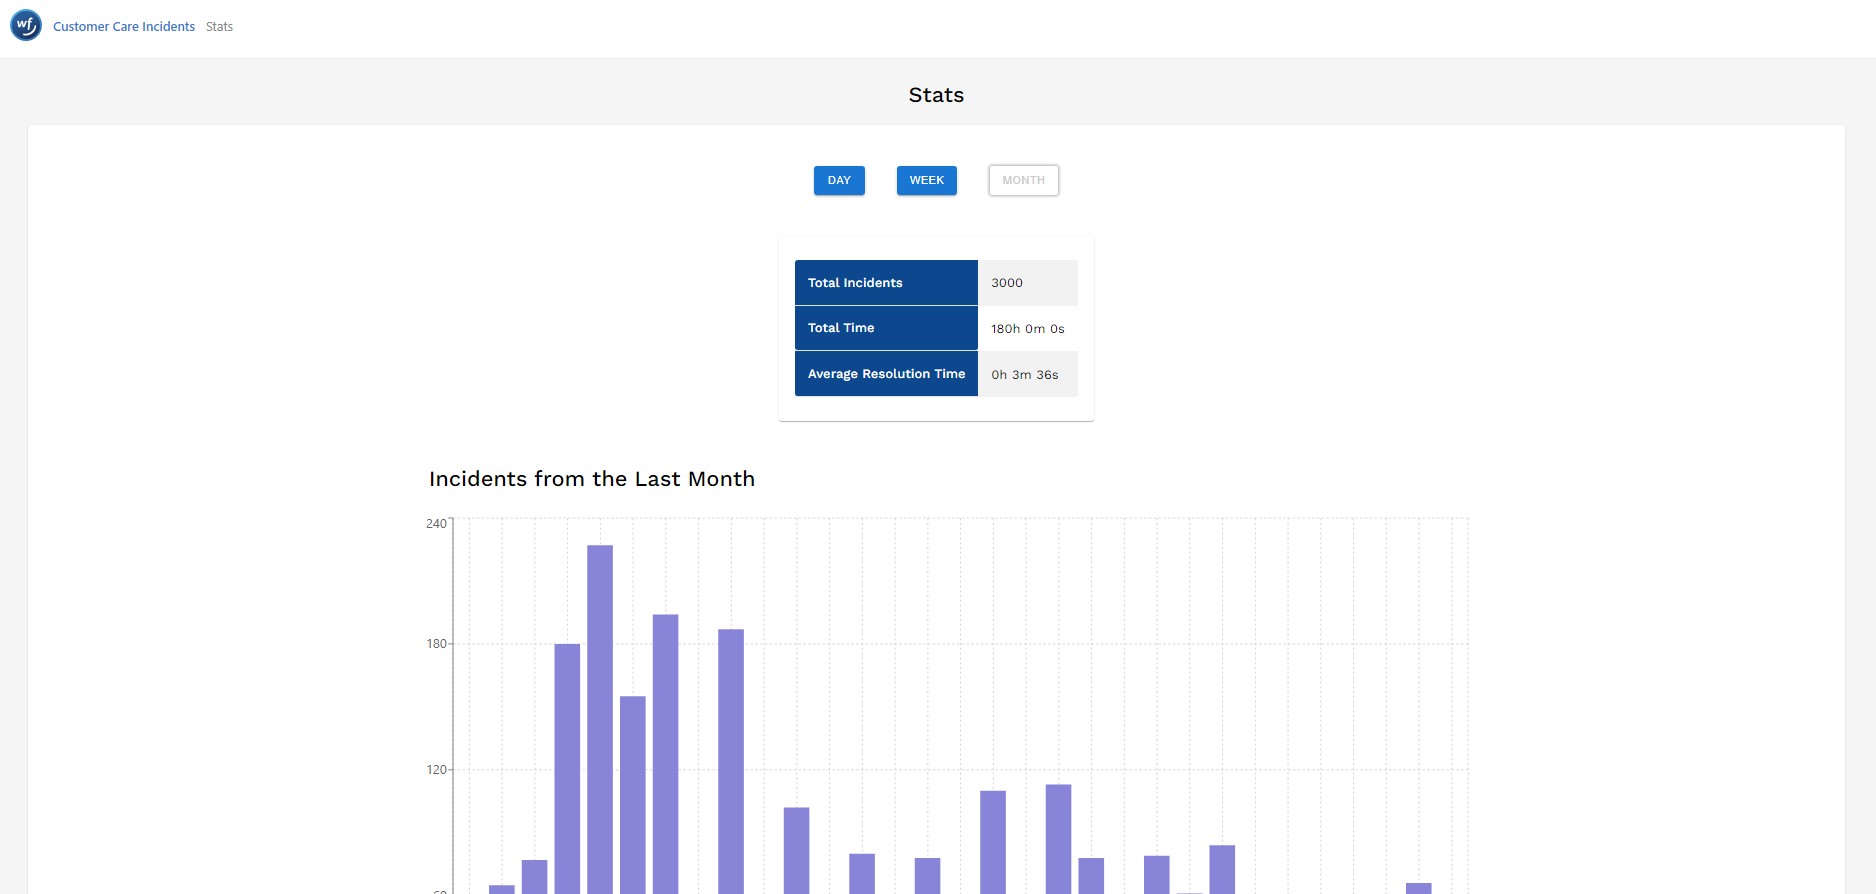 wf Customer Care Incidents Stats
Stats
DAY WEEK MONTH
Total Incidents 3000
Total Time 180h 0m 0s
Average Resolution Time 0h 3m 36s
Incidents from the Last Month
240
180
120
60